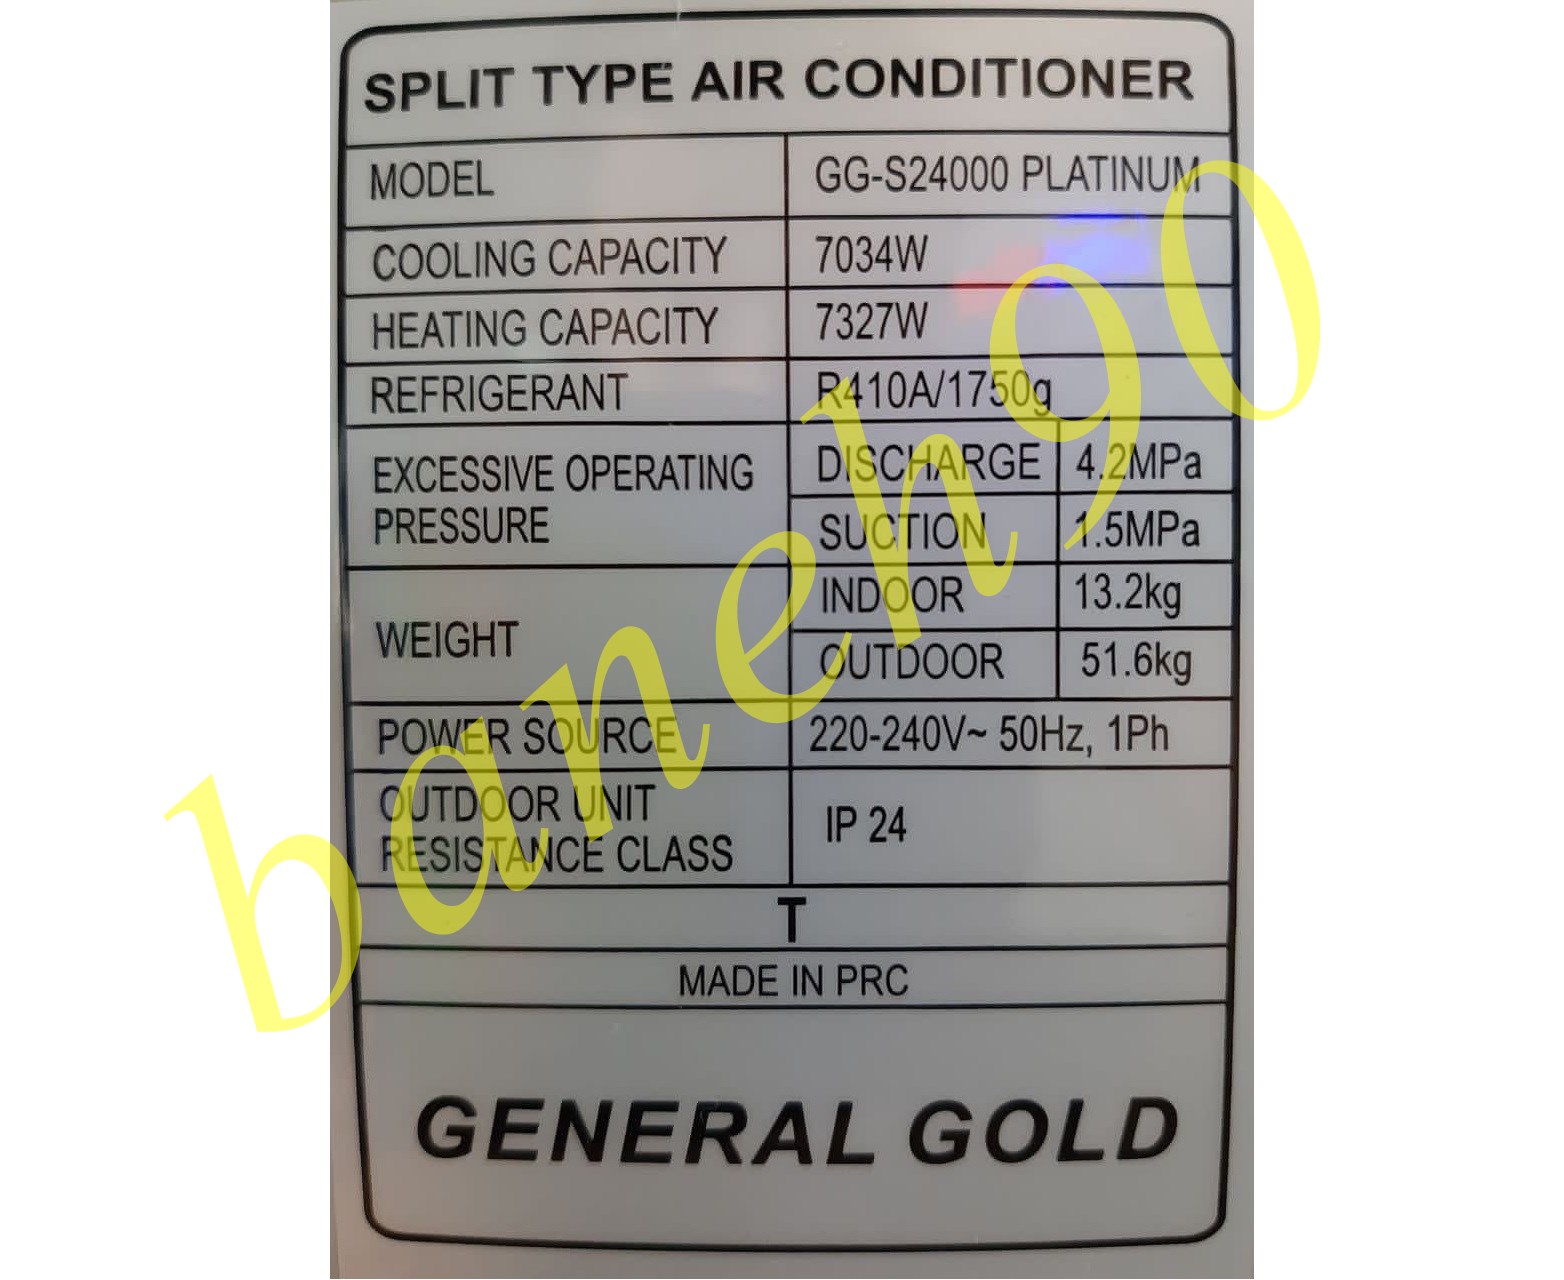 SPLIT TYPE AIR CONDITIONER
MODEL GG-S24000 PLATINUM
COOLING CAPACITY 7034W
HEATING CAPACITY 7327W
REFRIGERANT R410A/1750g
EXCESSIVE OPERATING
PRESSURE
DISCHARGE 4.2MPa
SUCTION 1.5MPa
WEIGHT
INDOOR 13.2kg
OUTDOOR 51.6kg
POWER SOURCE 220-240V~ 50Hz, 1Ph
OUTDOOR UNIT
RESISTANCE CLASS
IP 24
T
MADE IN PRC
GENERAL GOLD
baneh90